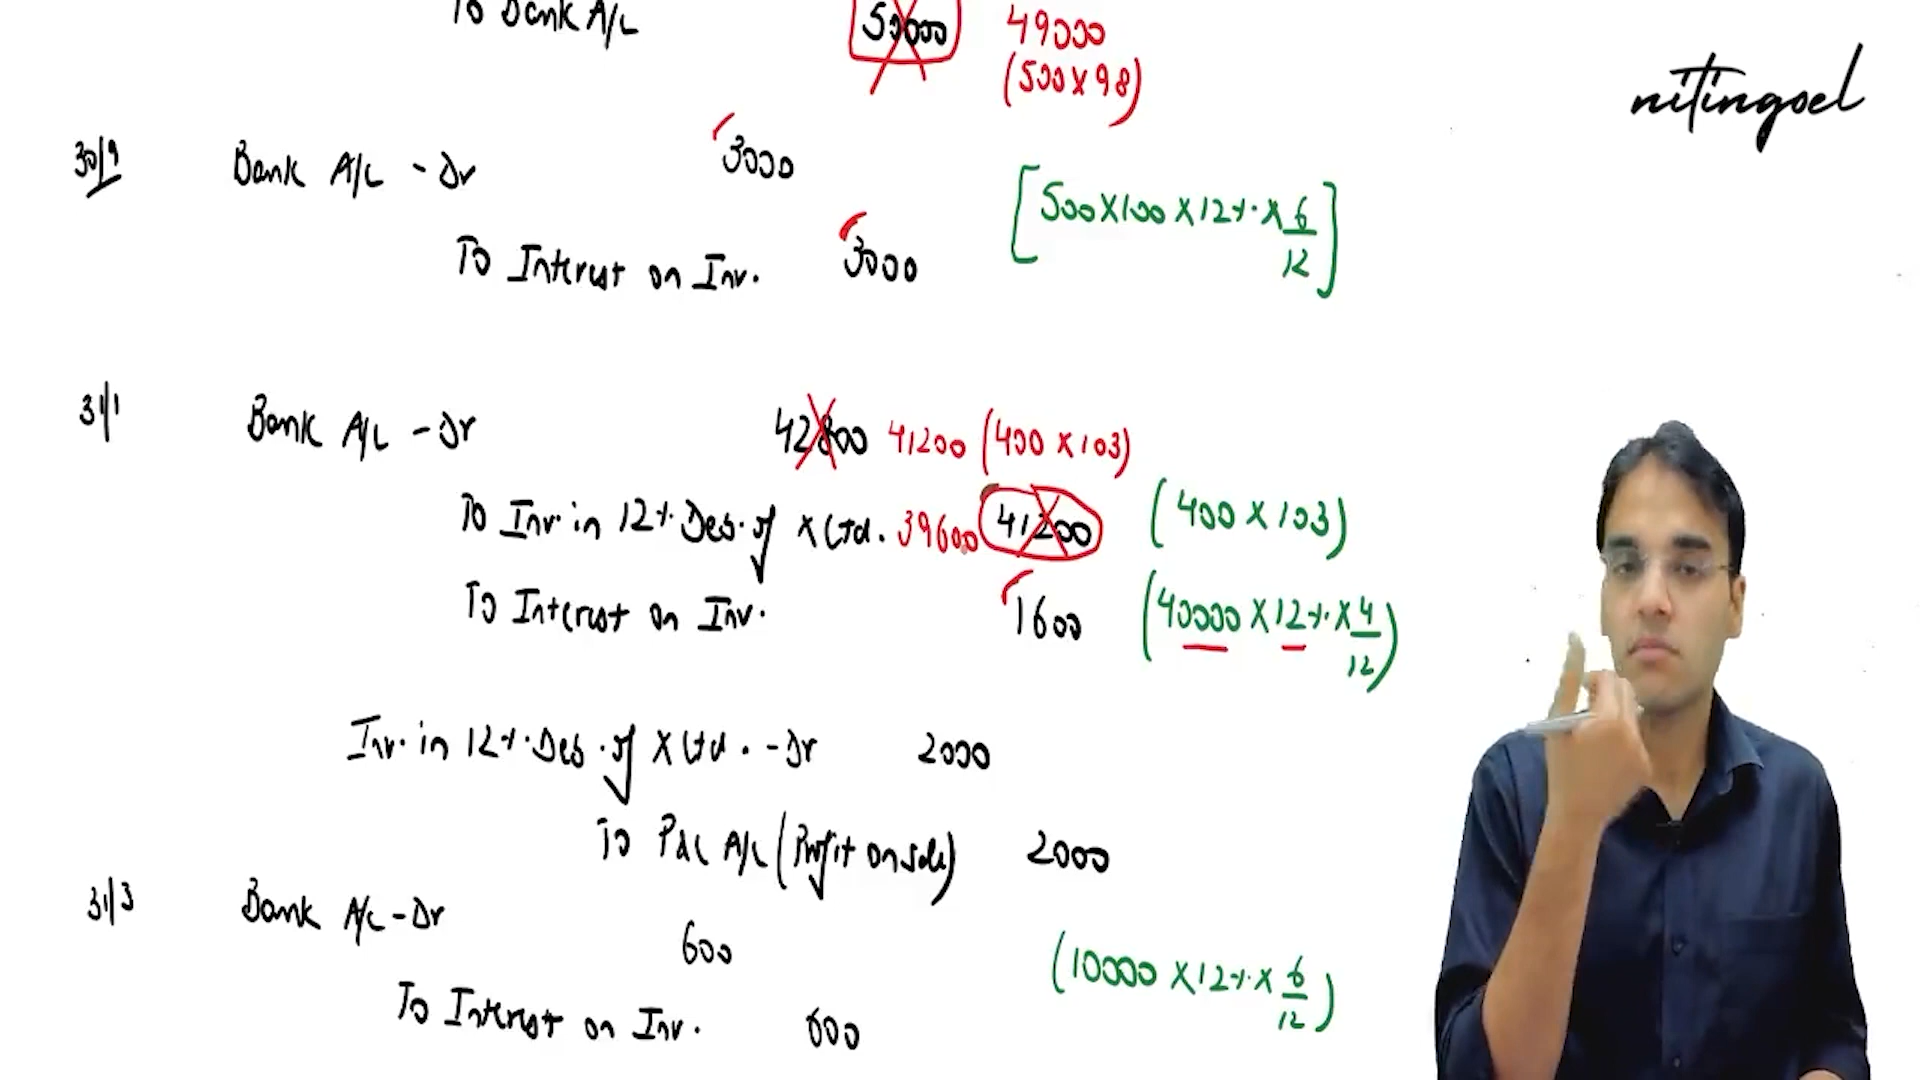 To Bank A/c 50000 49000
(500×98)
nitingoel
30/9 Bank A/c - Dr 3000
To Interest on Inv. 3000 [500×100×12%×6/12]
31/1 Bank A/c - Dr 42800 41200 (400×103)
To Inv. in 12% Deb. of X Ltd. 39600 41200 (400×103)
To Interest on Inv. 1600 (40000×12%×4/12)
Inv. in 12% Deb. of X Ltd. - Dr 2000
To P&L A/c (Profit on sale) 2000
31/3 Bank A/c - Dr 600 (10000×12%×6/12)
To Interest on Inv. 600